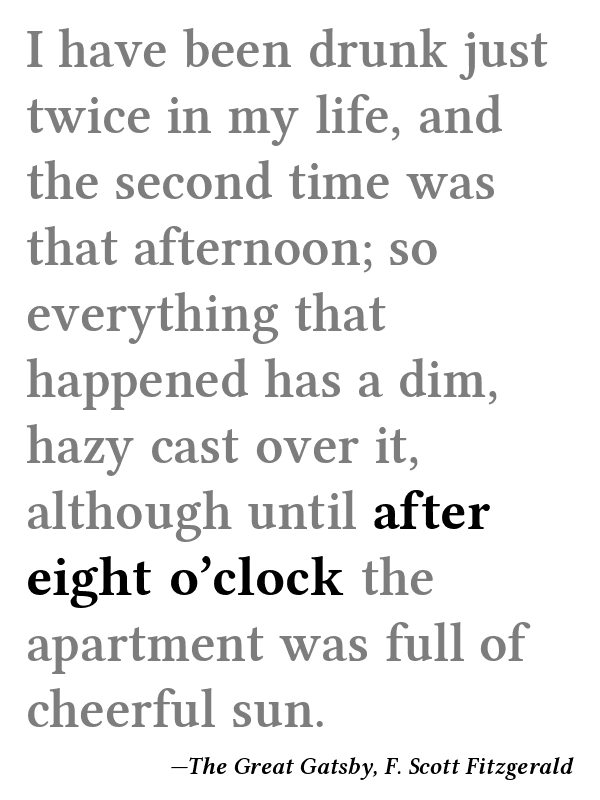 I have been drunk just
twice in my life, and
the second time was
that afternoon; so
everything that
happened has a dim,
hazy cast over it,
although until after
eight o’clock the
apartment was full of
cheerful sun.
—The Great Gatsby, F. Scott Fitzgerald